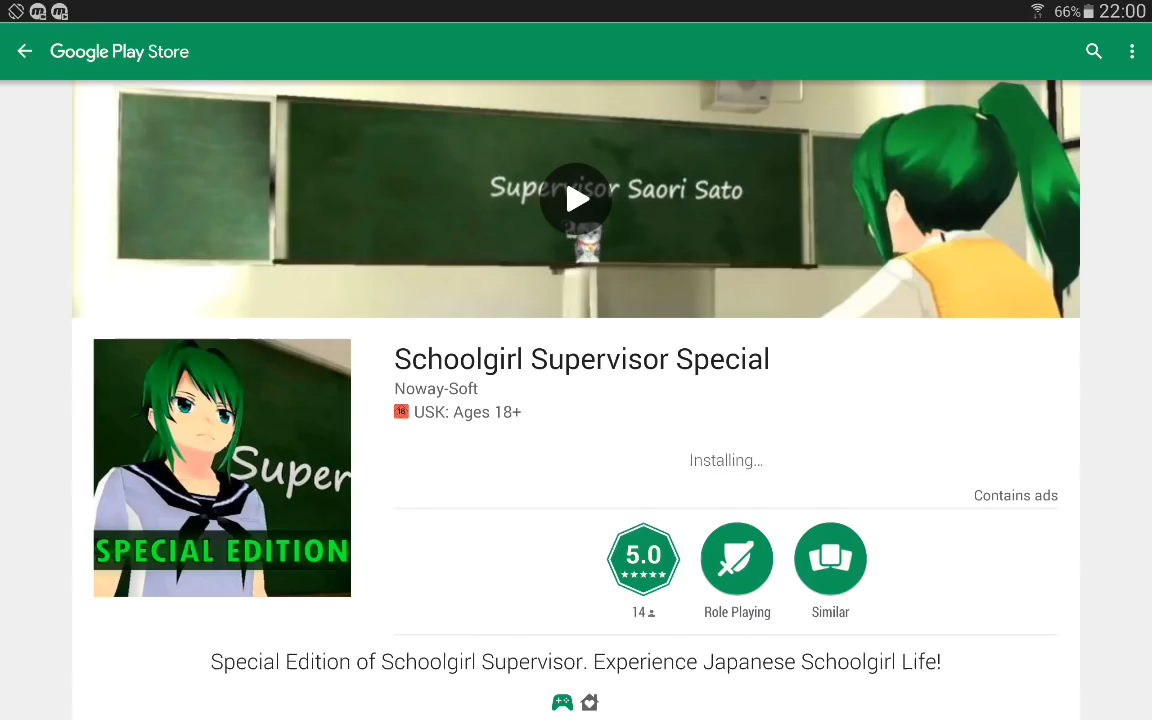 66% 22:00
Google Play Store
Supervisor Saori Sato
Schoolgirl Supervisor Special
Noway-Soft
18 USK: Ages 18+
Installing...
Contains ads
Super
SPECIAL EDITION
5.0
14
Role Playing
Similar
Special Edition of Schoolgirl Supervisor. Experience Japanese Schoolgirl Life!